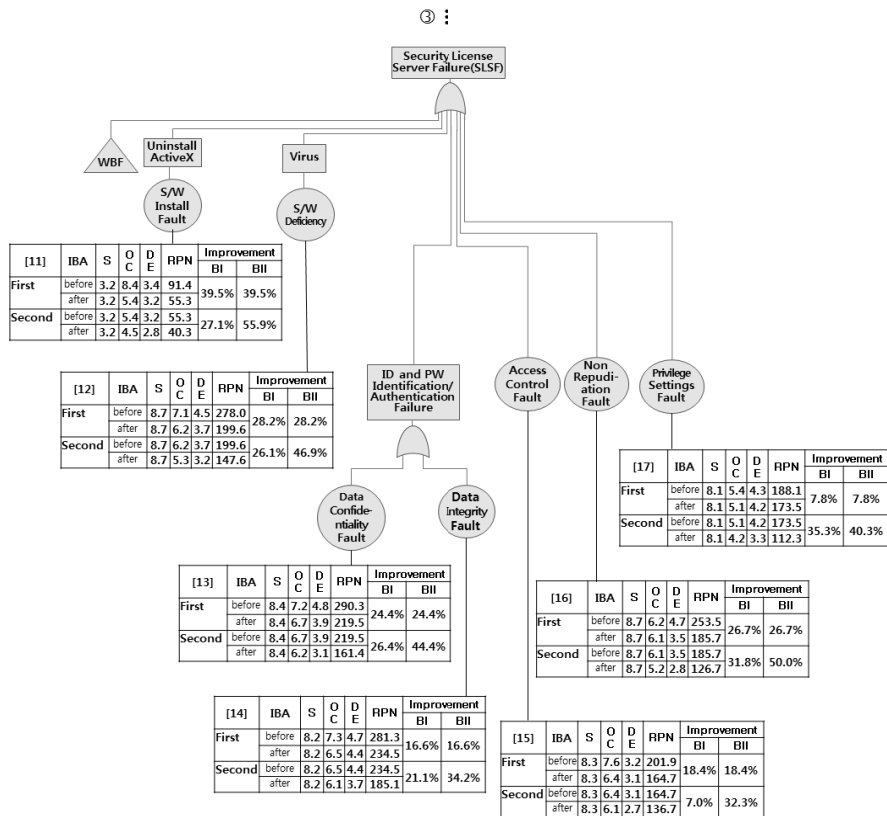 ③ ⋮
Security License
Server Failure(SLSF)
WBF
Uninstall
ActiveX
Virus
S/W
Install
Fault
S/W
Deficiency
[11] IBA S OC DE RPN Improvement
BI BII
First before 3.2 8.4 3.4 91.4 39.5% 39.5%
after 3.2 5.4 3.2 55.3
Second before 3.2 5.4 3.2 55.3 27.1% 55.9%
after 3.2 4.5 2.8 40.3
ID and PW
Identification/
Authentication
Failure
Access
Control
Fault
Non
Repudi-
ation
Fault
Privilege
Settings
Fault
[12] IBA S OC DE RPN Improvement
BI BII
First before 8.7 7.1 4.5 278.0 28.2% 28.2%
after 8.7 6.2 3.7 199.6
Second before 8.7 6.2 3.7 199.6 26.1% 46.9%
after 8.7 5.3 3.2 147.6
[17] IBA S OC DE RPN Improvement
BI BII
First before 8.1 5.4 4.3 188.1 7.8% 7.8%
after 8.1 5.1 4.2 173.5
Second before 8.1 5.1 4.2 173.5 35.3% 40.3%
after 8.1 4.2 3.3 112.3
Data
Confide-
ntiality
Fault
Data
Integrity
Fault
[13] IBA S OC DE RPN Improvement
BI BII
First before 8.4 7.2 4.8 290.3 24.4% 24.4%
after 8.4 6.7 3.9 219.5
Second before 8.4 6.7 3.9 219.5 26.4% 44.4%
after 8.4 6.2 3.1 161.4
[16] IBA S OC DE RPN Improvement
BI BII
First before 8.7 6.2 4.7 253.5 26.7% 26.7%
after 8.7 6.1 3.5 185.7
Second before 8.7 6.1 3.5 185.7 31.8% 50.0%
after 8.7 5.2 2.8 126.7
[14] IBA S OC DE RPN Improvement
BI BII
First before 8.2 7.3 4.7 281.3 16.6% 16.6%
after 8.2 6.5 4.4 234.5
Second before 8.2 6.5 4.4 234.5 21.1% 34.2%
after 8.2 6.1 3.7 185.1
[15] IBA S OC DE RPN Improvement
BI BII
First before 8.3 7.6 3.2 201.9 18.4% 18.4%
after 8.3 6.4 3.1 164.7
Second before 8.3 6.4 3.1 164.7 7.0% 32.3%
after 8.3 6.1 2.7 136.7